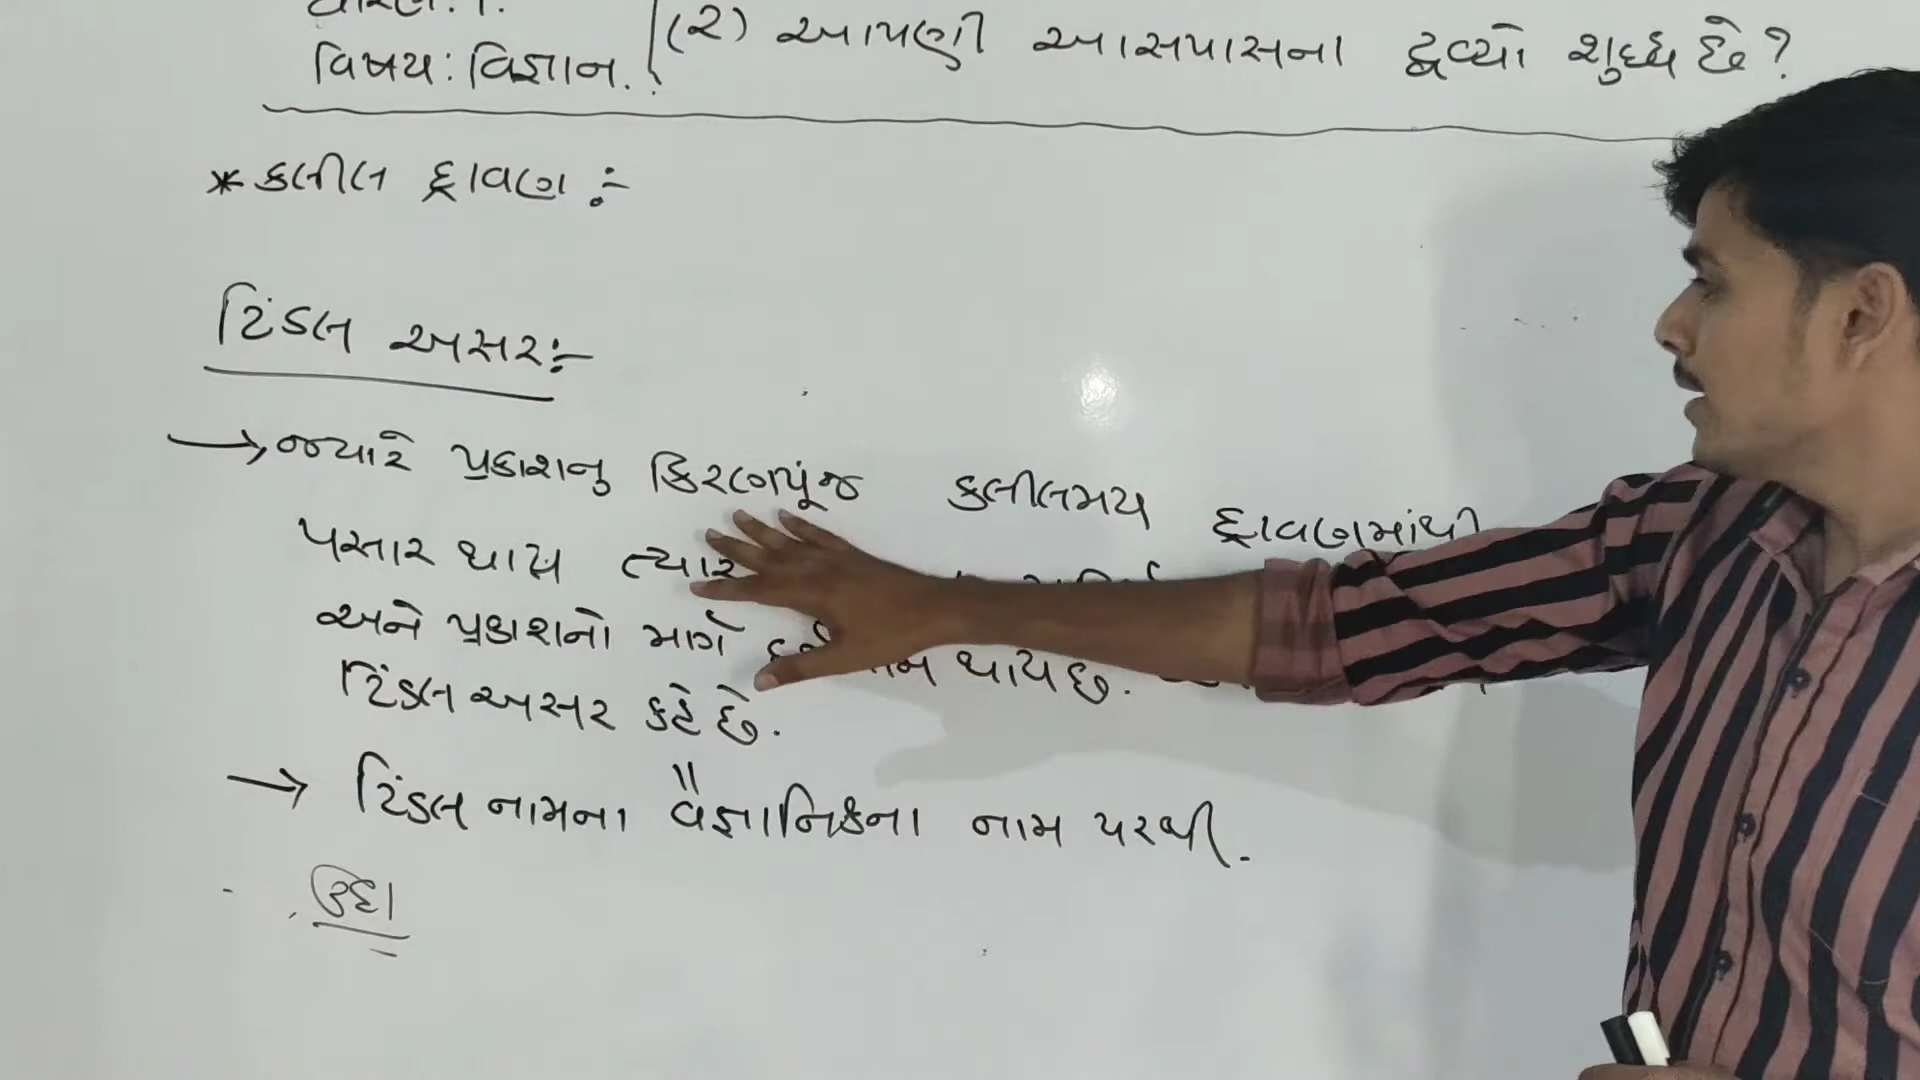 વિષય: વિજ્ઞાન. (૨) આપણી આસપાસના દ્રવ્યો શુદ્ધ છે?
* કલીલ દ્રાવણ :-
ટિંડલ અસર:-
→ જ્યારે પ્રકાશનુ કિરણપૂંજ કલીલમય દ્રાવણમાંથી
પસાર થાય ત્યાર
અને પ્રકાશનો માર્ગ થાય છે.
ટિંડલ અસર કહે છે.
→ ટિંડલ નામના વૈજ્ઞાનિકના નામ પરથી.
ઉદા